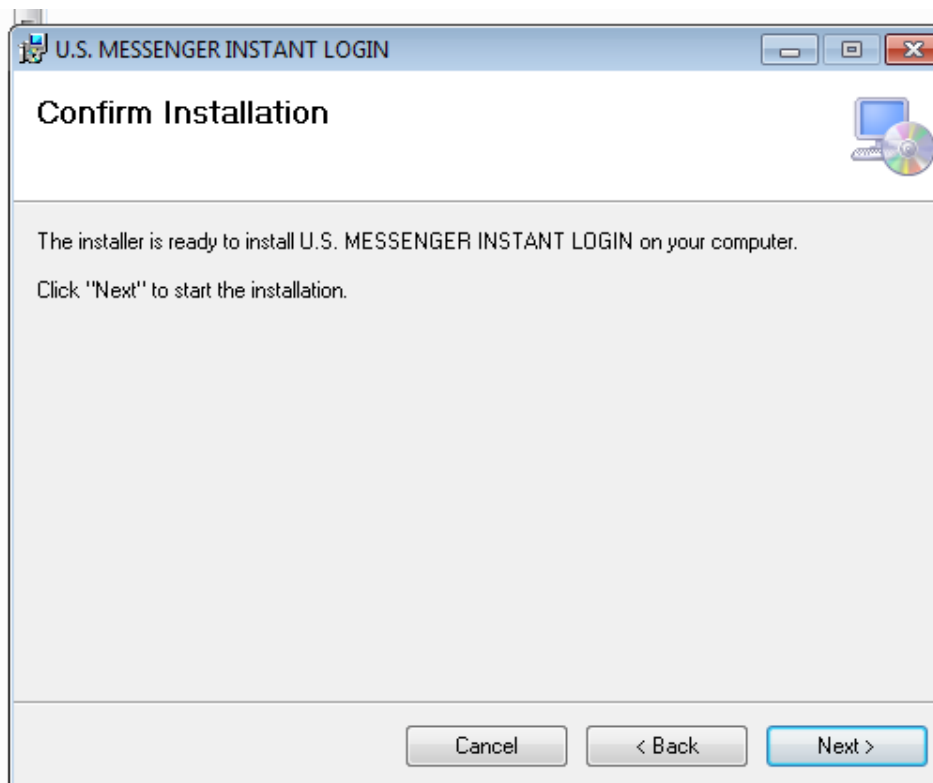 U.S. MESSENGER INSTANT LOGIN
Confirm Installation
The installer is ready to install U.S. MESSENGER INSTANT LOGIN on your computer.
Click "Next" to start the installation.
Cancel
< Back
Next >